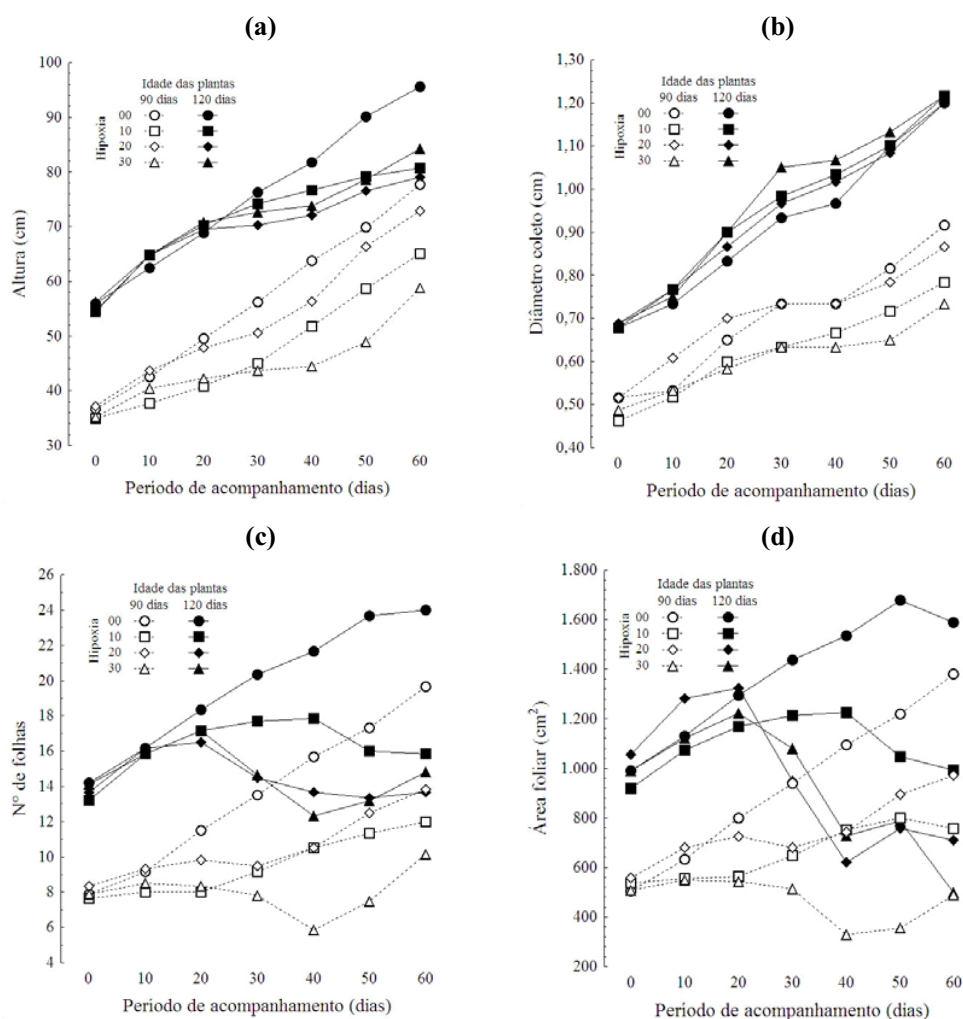 (a)
Altura (cm)
100
90
80
70
60
50
40
30
Idade das plantas
90 dias 120 dias
Hipoxia
00
10
20
30
0 10 20 30 40 50 60
Periodo de acompanhamento (dias)
(b)
Diâmetro coleto (cm)
1,30
1,20
1,10
1,00
0,90
0,80
0,70
0,60
0,50
0,40
Idade das plantas
90 dias 120 dias
Hipoxia
00
10
20
30
0 10 20 30 40 50 60
Periodo de acompanhamento (dias)
(c)
N° de folhas
26
24
22
20
18
16
14
12
10
8
6
4
Idade das plantas
90 dias 120 dias
Hipoxia
00
10
20
30
0 10 20 30 40 50 60
Periodo de acompanhamento (dias)
(d)
Área foliar (cm²)
1.800
1.600
1.400
1.200
1.000
800
600
400
200
Idade das plantas
90 dias 120 dias
Hipoxia
00
10
20
30
0 10 20 30 40 50 60
Período de acompanhamento (dias)